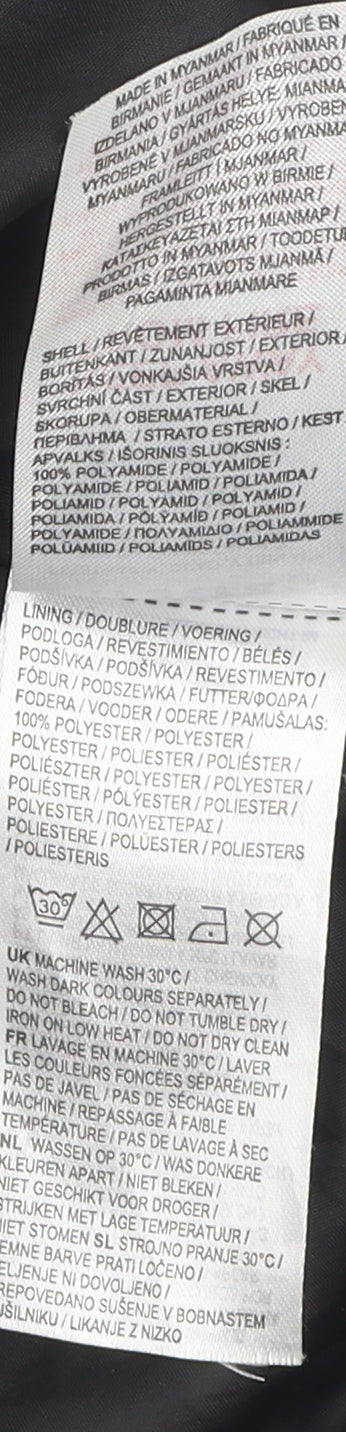 MADE IN MYANMAR / FABRIQUÉ EN
BIRMANIE / GEMAAKT IN MYANMAR /
IZDELANO V MJANMARU / FABRICADO
BIRMANIA / GYÁRTÁS HELYE: MIANMA
VYROBENÉ V MJANMARSKU / VYROBEN
MYANMARU / FABRICADO NO MYANMA
FRAMLEITT Í MJANMAR /
WYPRODUKOWANO W BIRMIE /
HERGESTELLT IN MYANMAR /
ΚΑΤΑΣΚΕΥΑΖΕΤΑΙ ΣΤΗ ΜΙΑΝΜΑΡ /
PRODOTTO IN MYANMAR / TOODETUD
BIRMAS / IZGATAVOTS MJANMĀ /
PAGAMINTA MIANMARE
SHELL / REVÊTEMENT EXTÉRIEUR /
BUITENKANT / ZUNANJOST / EXTERIOR /
BORÍTÁS / VONKAJŠIA VRSTVA /
SVRCHNÍ ČÁST / EXTERIOR / SKEL /
SKORUPA / OBERMATERIAL /
ΠΕΡΙΒΛΗΜΑ / STRATO ESTERNO / KEST
APVALKS / IŠORINIS SLUOKSNIS :
100% POLYAMIDE / POLYAMIDE /
POLYAMIDE / POLIAMID / POLIAMIDA /
POLIAMID / POLYAMID / POLYAMID /
POLIAMIDA / PÓLÝAMÍÐ / POLIAMID /
POLYAMIDE / ΠΟΛΥΑΜΙΔΙΟ / POLIAMMIDE
POLÜAMIID / POLIAMĪDS / POLIAMIDAS
LINING / DOUBLURE / VOERING /
PODLOGA / REVESTIMIENTO / BÉLÉS /
PODŠÍVKA / PODŠÍVKA / REVESTIMENTO /
FÓÐUR / PODSZEWKA / FUTTER/ΦΟΔΡΑ /
FODERA / VOODER / ODERE / PAMUŠALAS:
100% POLYESTER / POLYESTER /
POLYESTER / POLIESTER / POLIÉSTER /
POLIÉSZTER / POLYESTER / POLYESTER /
POLIÉSTER / PÓLÝESTER / POLIESTER /
POLYESTER / ΠΟΛΥΕΣΤΕΡΑΣ /
POLIESTERE / POLÜESTER / POLIESTERS
/ POLIESTERIS
30°
UK MACHINE WASH 30°C /
WASH DARK COLOURS SEPARATELY /
DO NOT BLEACH / DO NOT TUMBLE DRY /
IRON ON LOW HEAT / DO NOT DRY CLEAN
FR LAVAGE EN MACHINE 30°C / LAVER
LES COULEURS FONCÉES SÉPARÉMENT /
PAS DE JAVEL / PAS DE SÉCHAGE EN
MACHINE / REPASSAGE À FAIBLE
TEMPÉRATURE / PAS DE LAVAGE À SEC
NL WASSEN OP 30°C / WAS DONKERE
KLEUREN APART / NIET BLEKEN /
NIET GESCHIKT VOOR DROGER /
STRIJKEN MET LAGE TEMPERATUUR /
NIET STOMEN SL STROJNO PRANJE 30°C /
EMNE BARVE PRATI LOČENO /
ELJENJE NI DOVOLJENO /
REPOVEDANO SUŠENJE V BOBNASTEM
UŠILNIKU / LIKANJE Z NIZKO